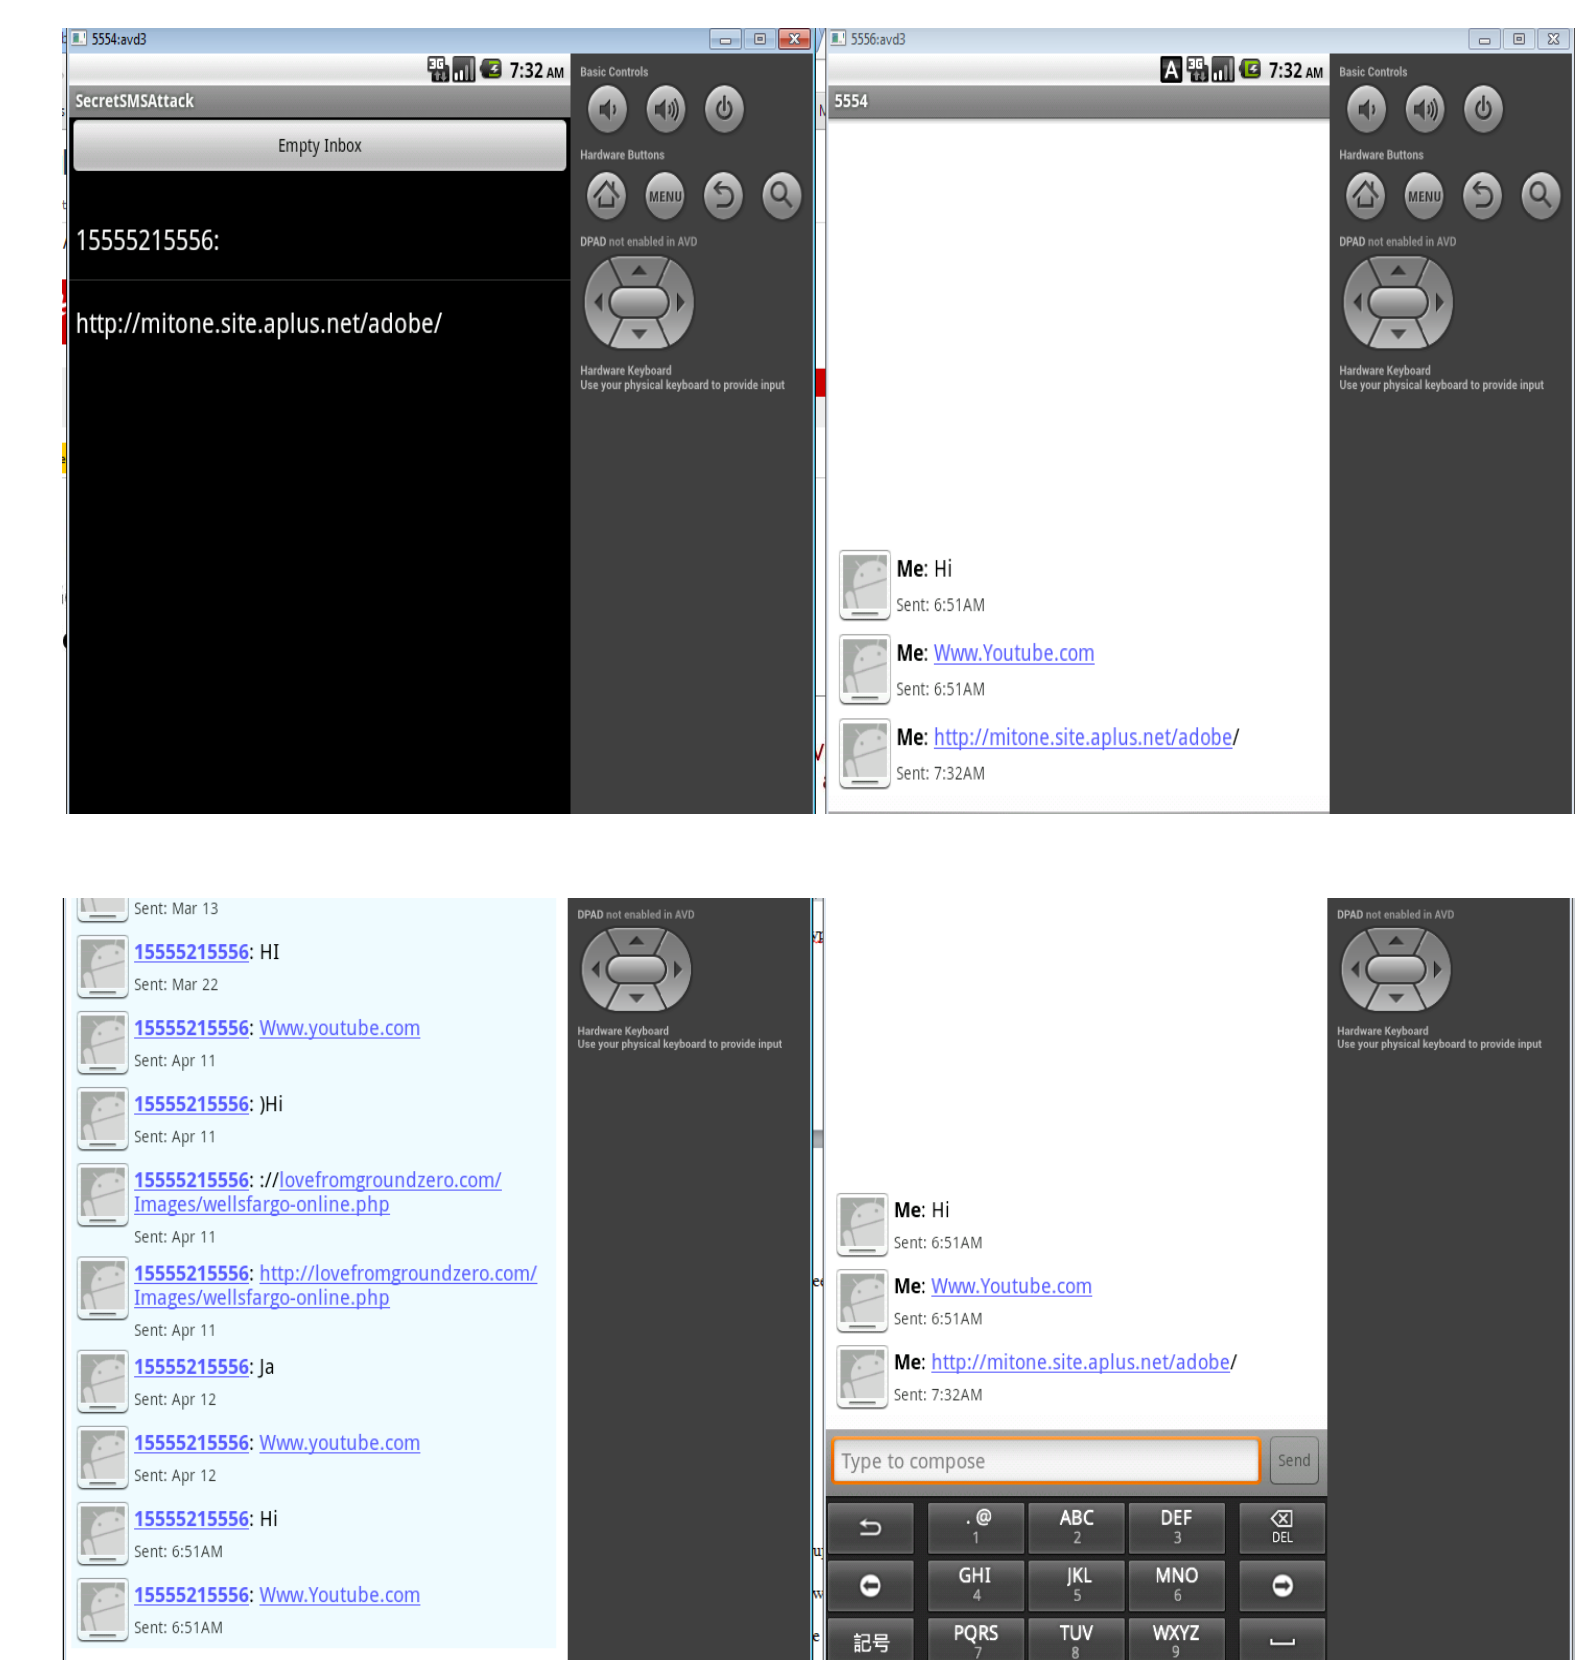 5554:avd3
7:32 AM
SecretSMSAttack
Empty Inbox
15555215556:
http://mitone.site.aplus.net/adobe/
Basic Controls
Hardware Buttons
MENU
DPAD not enabled in AVD
Hardware Keyboard
Use your physical keyboard to provide input
5556:avd3
A 3G 7:32 AM
5554
Me: Hi
Sent: 6:51AM
Me: Www.Youtube.com
Sent: 6:51AM
Me: http://mitone.site.aplus.net/adobe/
Sent: 7:32AM
Basic Controls
Hardware Buttons
MENU
DPAD not enabled in AVD
Hardware Keyboard
Use your physical keyboard to provide input
Sent: Mar 13
15555215556: HI
Sent: Mar 22
15555215556: Www.youtube.com
Sent: Apr 11
15555215556: )Hi
Sent: Apr 11
15555215556: ://lovefromgroundzero.com/
Images/wellsfargo-online.php
Sent: Apr 11
15555215556: http://lovefromgroundzero.com/
Images/wellsfargo-online.php
Sent: Apr 11
15555215556: Ja
Sent: Apr 12
15555215556: Www.youtube.com
Sent: Apr 12
15555215556: Hi
Sent: 6:51AM
15555215556: Www.Youtube.com
Sent: 6:51AM
DPAD not enabled in AVD
Hardware Keyboard
Use your physical keyboard to provide input
Me: Hi
Sent: 6:51AM
Me: Www.Youtube.com
Sent: 6:51AM
Me: http://mitone.site.aplus.net/adobe/
Sent: 7:32AM
Type to compose
Send
. @ ABC DEF
1 2 3 DEL
GHI JKL MNO
4 5 6
記号 PQRS TUV WXYZ
7 8 9
DPAD not enabled in AVD
Hardware Keyboard
Use your physical keyboard to provide input